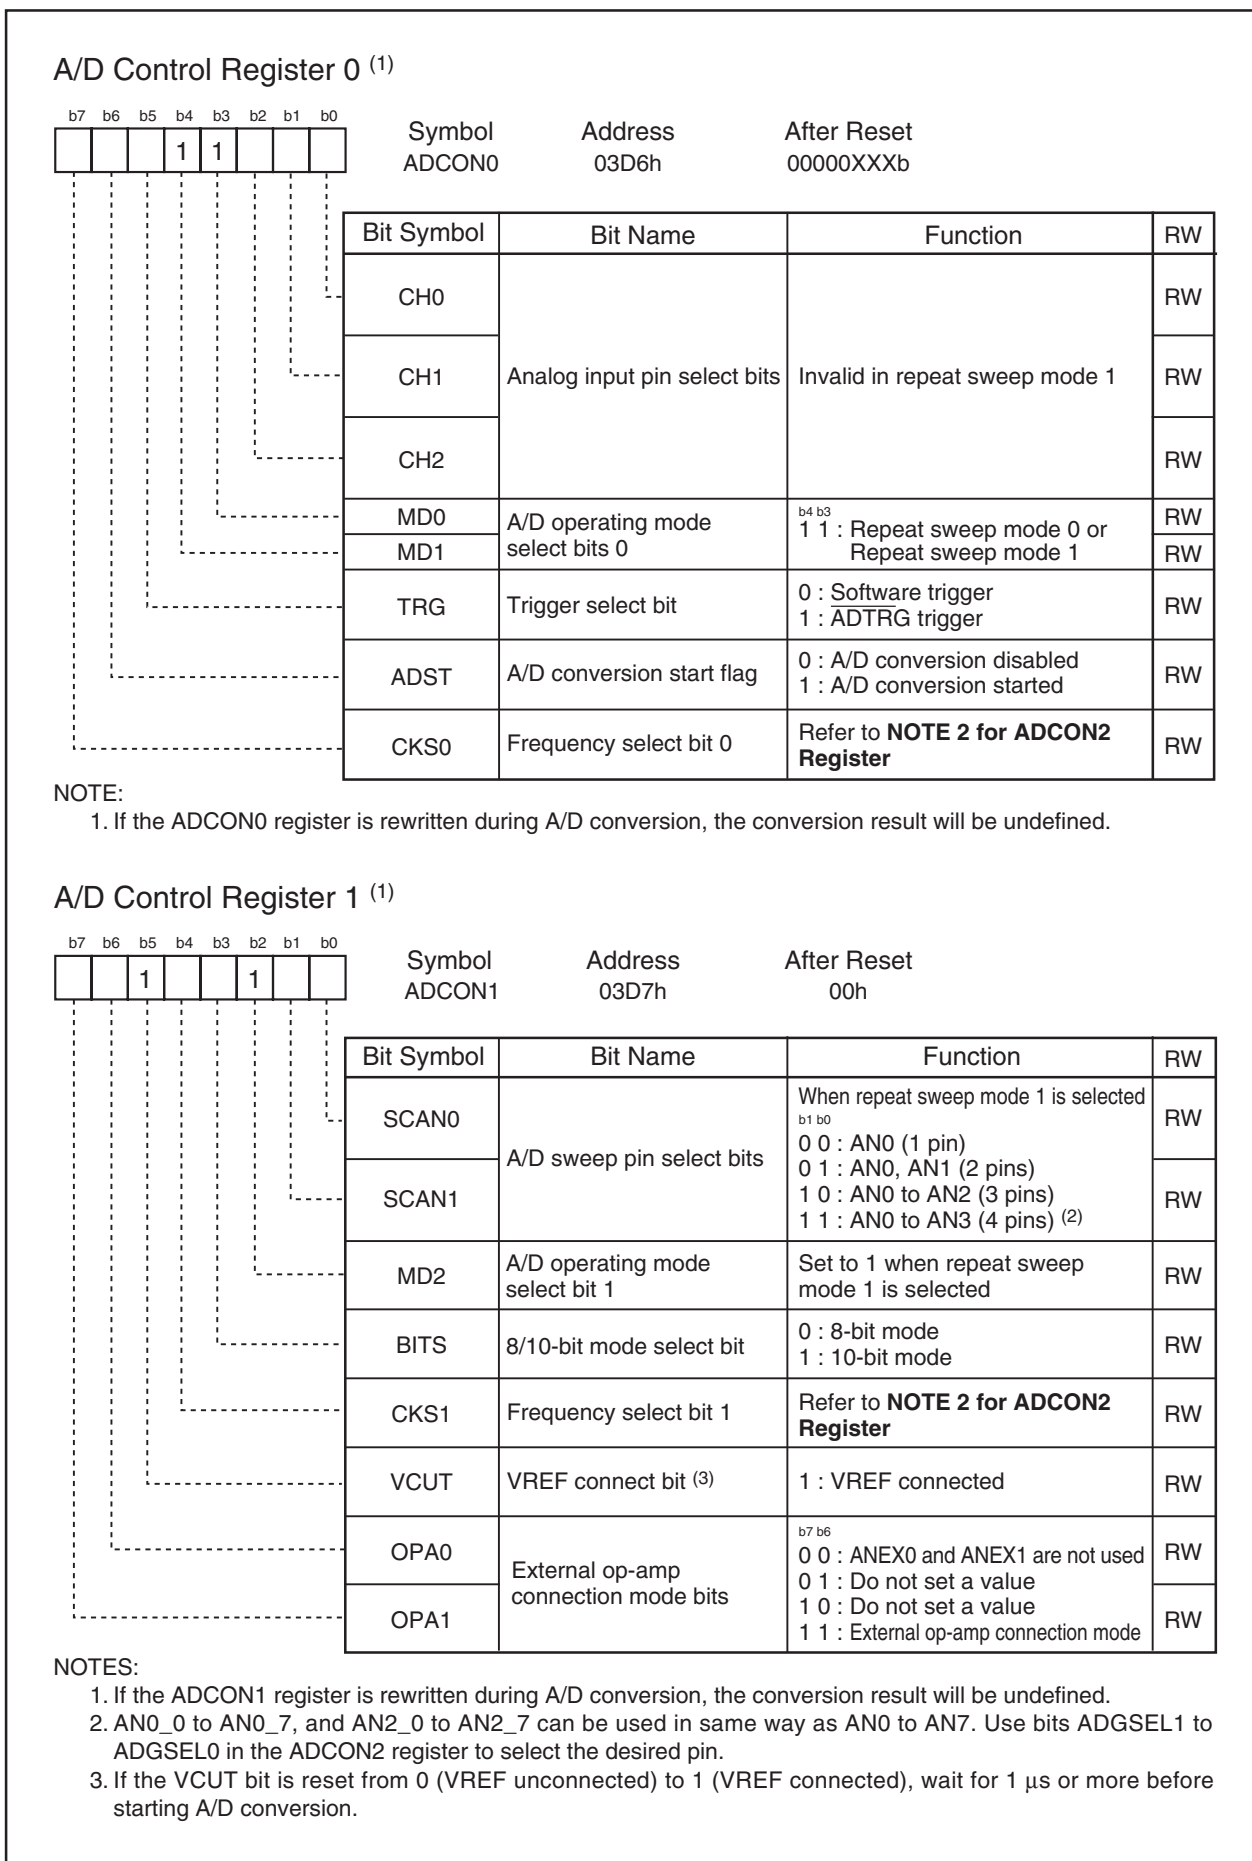 A/D Control Register 0 (1)
b7 b6 b5 b4 b3 b2 b1 b0
1 1
Symbol Address After Reset
ADCON0 03D6h 00000XXXb
Bit Symbol Bit Name Function RW
CH0 RW
CH1 Analog input pin select bits Invalid in repeat sweep mode 1 RW
CH2 RW
MD0 RW
MD1 RW
A/D operating mode
select bits 0
b4 b3
1 1 : Repeat sweep mode 0 or
Repeat sweep mode 1
TRG Trigger select bit RW
0 : Software trigger
1 : ADTRG trigger
ADST A/D conversion start flag RW
0 : A/D conversion disabled
1 : A/D conversion started
CKS0 Frequency select bit 0 RW
Refer to NOTE 2 for ADCON2
Register
NOTE:
1. If the ADCON0 register is rewritten during A/D conversion, the conversion result will be undefined.
A/D Control Register 1 (1)
b7 b6 b5 b4 b3 b2 b1 b0
1 1
Symbol Address After Reset
ADCON1 03D7h 00h
Bit Symbol Bit Name Function RW
SCAN0 RW
SCAN1 RW
A/D sweep pin select bits
When repeat sweep mode 1 is selected
b1 b0
0 0 : AN0 (1 pin)
0 1 : AN0, AN1 (2 pins)
1 0 : AN0 to AN2 (3 pins)
1 1 : AN0 to AN3 (4 pins) (2)
MD2 RW
A/D operating mode
select bit 1
Set to 1 when repeat sweep
mode 1 is selected
BITS 8/10-bit mode select bit RW
0 : 8-bit mode
1 : 10-bit mode
CKS1 Frequency select bit 1 RW
Refer to NOTE 2 for ADCON2
Register
VCUT VREF connect bit (3) 1 : VREF connected RW
OPA0 RW
OPA1 RW
External op-amp
connection mode bits
b7 b6
0 0 : ANEX0 and ANEX1 are not used
0 1 : Do not set a value
1 0 : Do not set a value
1 1 : External op-amp connection mode
NOTES:
1. If the ADCON1 register is rewritten during A/D conversion, the conversion result will be undefined.
2. AN0_0 to AN0_7, and AN2_0 to AN2_7 can be used in same way as AN0 to AN7. Use bits ADGSEL1 to
ADGSEL0 in the ADCON2 register to select the desired pin.
3. If the VCUT bit is reset from 0 (VREF unconnected) to 1 (VREF connected), wait for 1 µs or more before
starting A/D conversion.